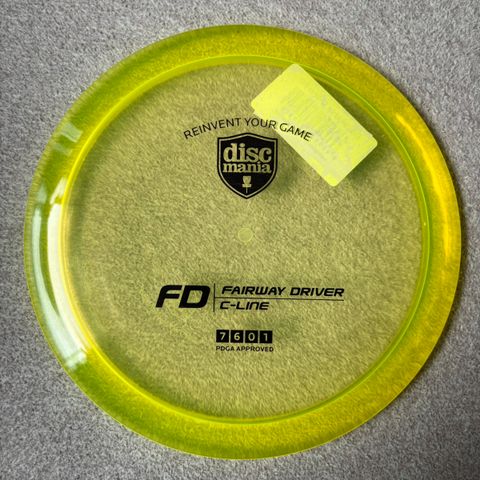 REINVENT YOUR GAME
disc
mania
FD
FAIRWAY DRIVER
C-LINE
7 6 0 1
PDGA APPROVED